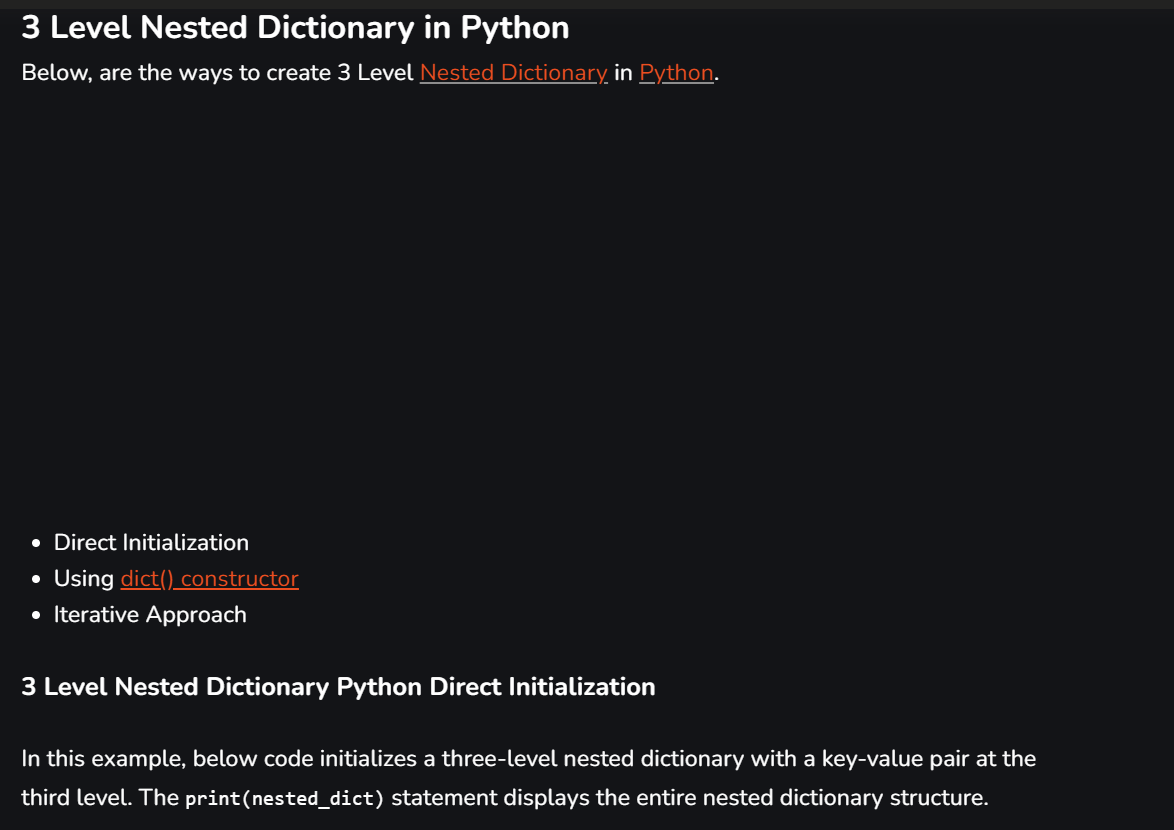 3 Level Nested Dictionary in Python
Below, are the ways to create 3 Level Nested Dictionary in Python.
Direct Initialization
Using dict() constructor
Iterative Approach
3 Level Nested Dictionary Python Direct Initialization
In this example, below code initializes a three-level nested dictionary with a key-value pair at the
third level. The print(nested_dict) statement displays the entire nested dictionary structure.